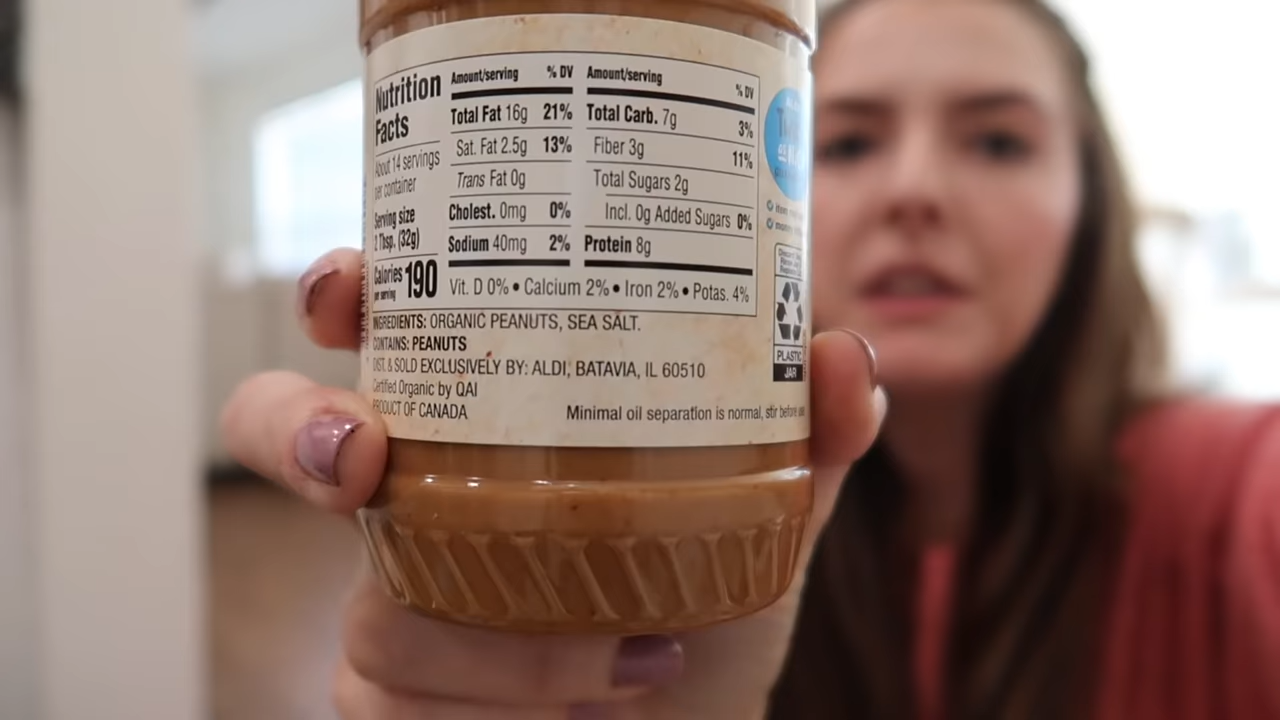 Nutrition
Facts
About 14 servings
per container
Serving size
2 Tbsp. (32g)
Calories 190
per serving
Amount/serving % DV
Total Fat 16g 21%
Sat. Fat 2.5g 13%
Trans Fat 0g
Cholest. 0mg 0%
Sodium 40mg 2%
Amount/serving % DV
Total Carb. 7g 3%
Fiber 3g 11%
Total Sugars 2g
Incl. 0g Added Sugars 0%
Protein 8g
Vit. D 0% • Calcium 2% • Iron 2% • Potas. 4%
INGREDIENTS: ORGANIC PEANUTS, SEA SALT.
CONTAINS: PEANUTS
DIST. & SOLD EXCLUSIVELY BY: ALDI, BATAVIA, IL 60510
Certified Organic by QAI
PRODUCT OF CANADA
Minimal oil separation is normal, stir before
PLASTIC
JAR